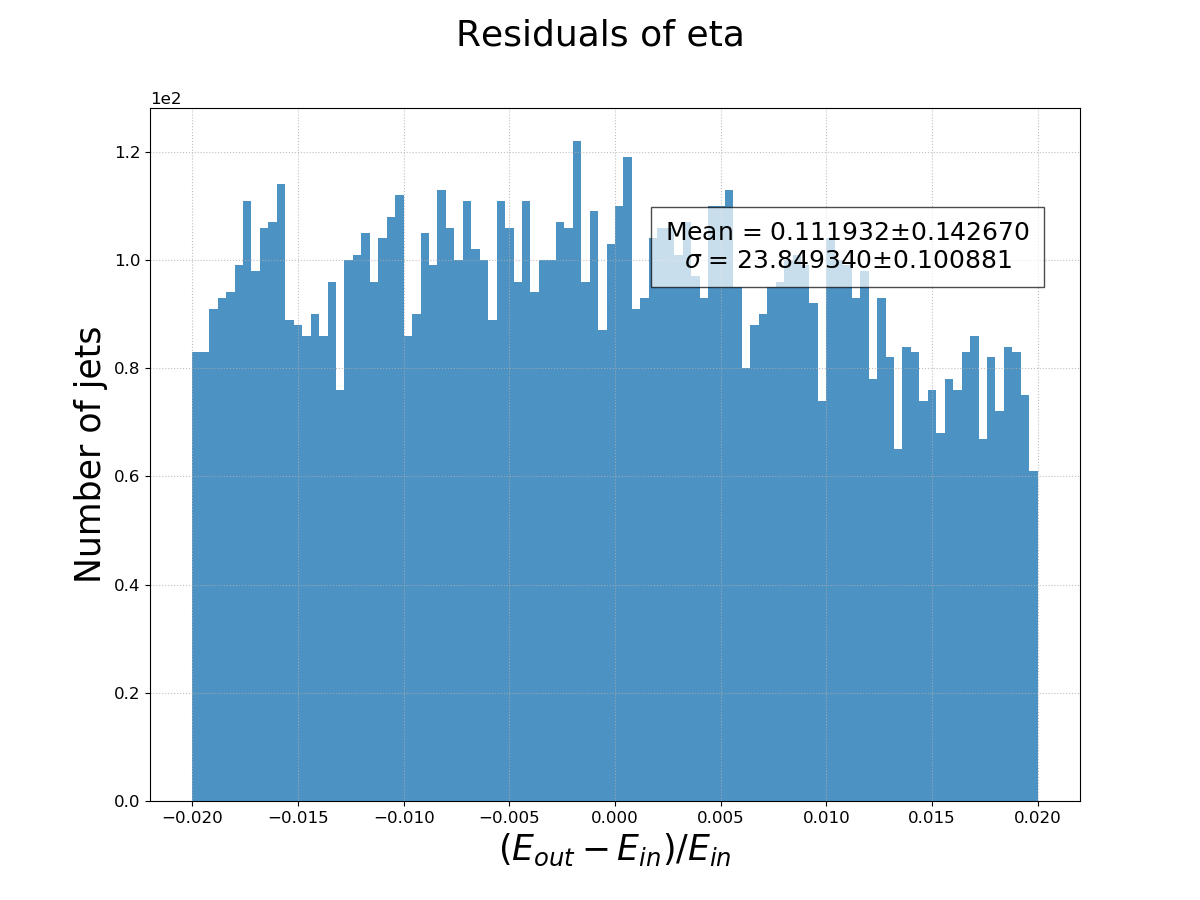 Residuals of eta
1e2
1.2
1.0
0.8
0.6
0.4
0.2
0.0
Number of jets
Mean = 0.111932±0.142670
σ = 23.849340±0.100881
−0.020 −0.015 −0.010 −0.005 0.000 0.005 0.010 0.015 0.020
(E_out − E_in)/E_in